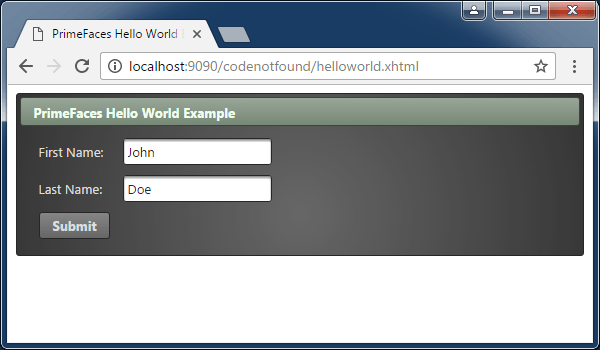 PrimeFaces Hello World
localhost:9090/codenotfound/helloworld.xhtml
PrimeFaces Hello World Example
First Name: John
Last Name: Doe
Submit